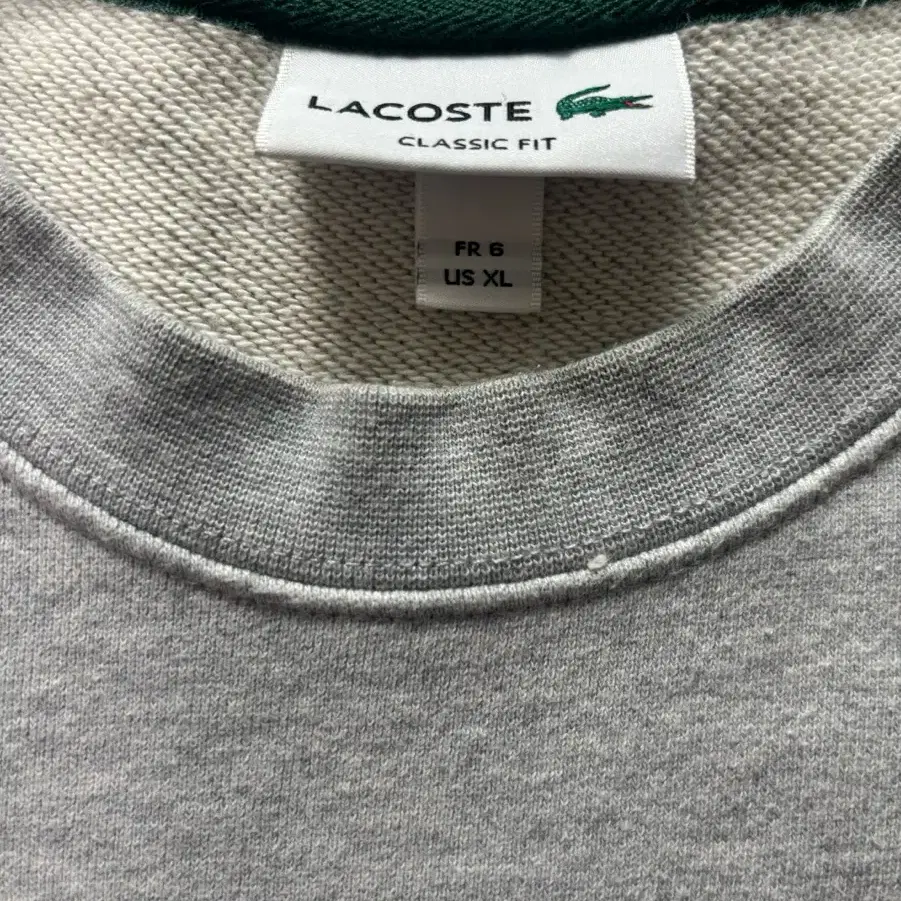 LACOSTE
CLASSIC FIT
FR 6
US XL